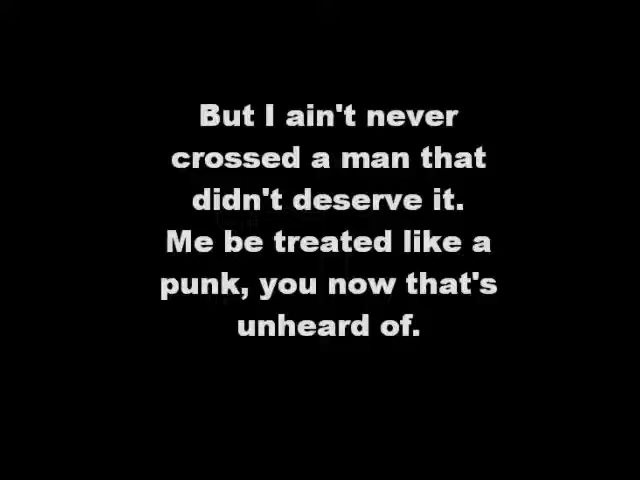 But I ain't never
crossed a man that
didn't deserve it.
Me be treated like a
punk, you now that's
unheard of.